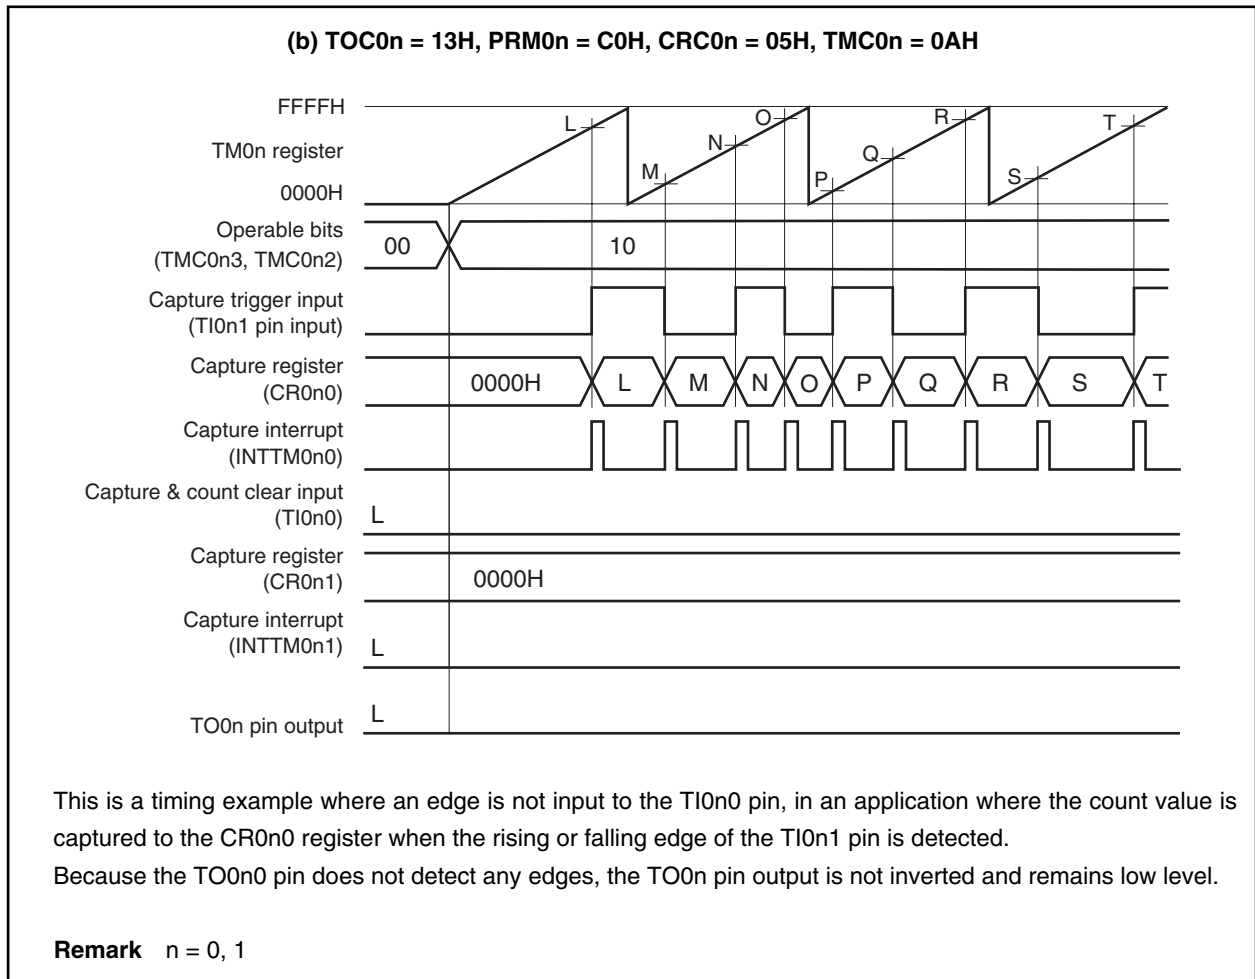 (b) TOC0n = 13H, PRM0n = C0H, CRC0n = 05H, TMC0n = 0AH
FFFFH
TM0n register
0000H
L
M
N
O
P
Q
R
S
T
Operable bits
(TMC0n3, TMC0n2)
00
10
Capture trigger input
(TI0n1 pin input)
Capture register
(CR0n0)
0000H
L
M
N
O
P
Q
R
S
T
Capture interrupt
(INTTM0n0)
Capture & count clear input
(TI0n0)
L
Capture register
(CR0n1)
0000H
Capture interrupt
(INTTM0n1)
L
TO0n pin output
L
This is a timing example where an edge is not input to the TI0n0 pin, in an application where the count value is
captured to the CR0n0 register when the rising or falling edge of the TI0n1 pin is detected.
Because the TO0n0 pin does not detect any edges, the TO0n pin output is not inverted and remains low level.
Remark n = 0, 1